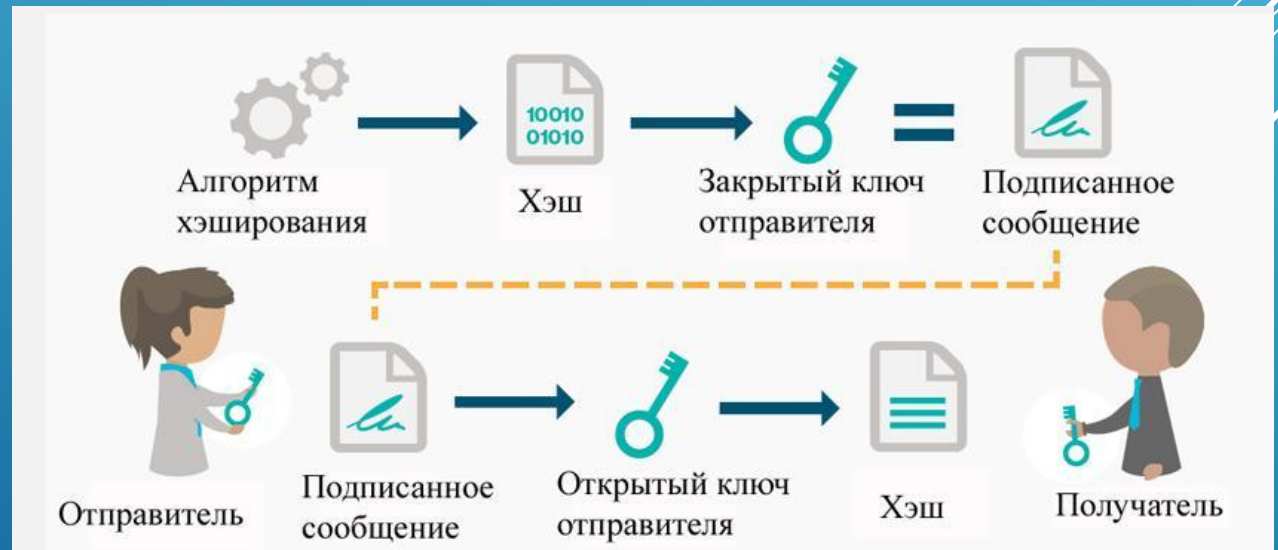 10010
01010
Алгоритм
хэширования
Хэш
Закрытый ключ
отправителя
Подписанное
сообщение
Отправитель
Подписанное
сообщение
Открытый ключ
отправителя
Хэш
Получатель